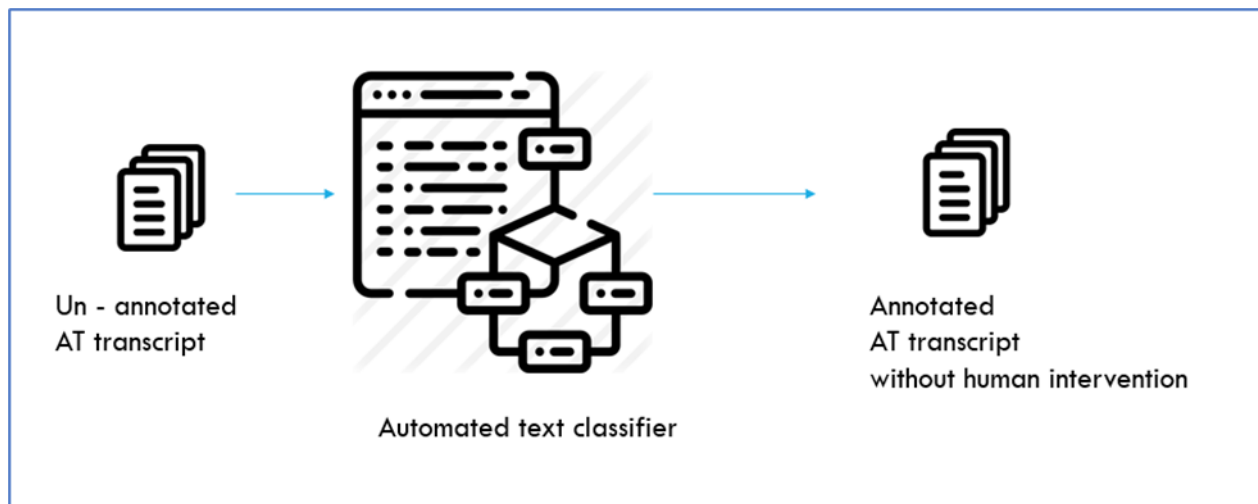 Un - annotated
AT transcript
Automated text classifier
Annotated
AT transcript
without human intervention